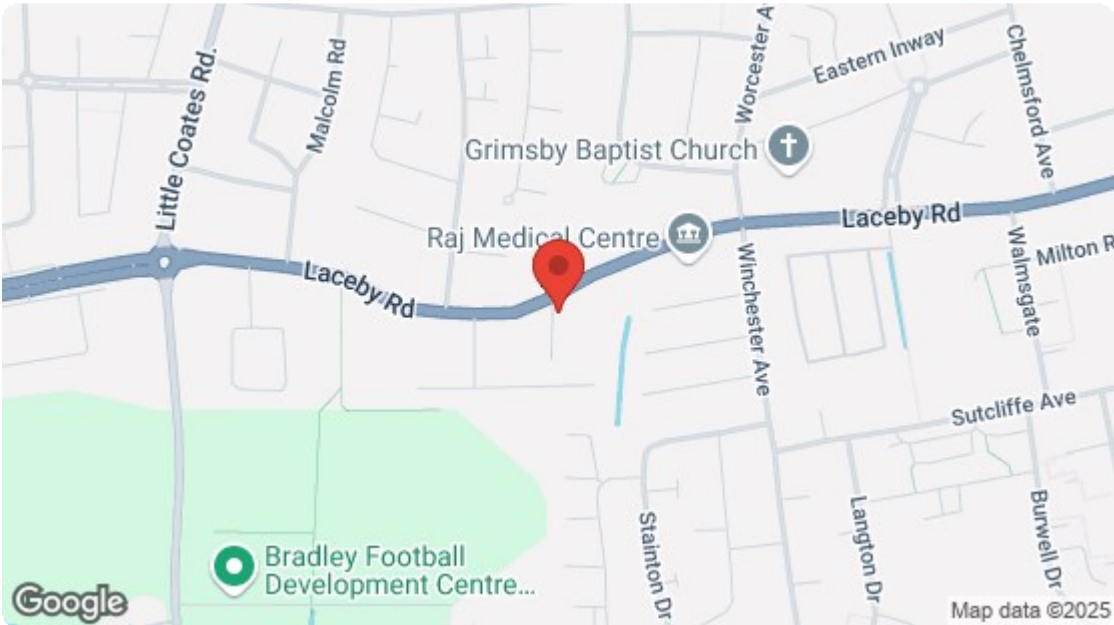 Worcester A
Eastern Inway
Chelmsford Ave
Little Coates Rd.
Malcolm Rd
Grimsby Baptist Church
Raj Medical Centre
Laceby Rd
Laceby Rd
Winchester Ave
Walmsgate
Milton R
Sutcliffe Ave
Stainton Dr
Langton Dr
Burwell Dr
Bradley Football
Development Centre...
Google
Map data ©2025